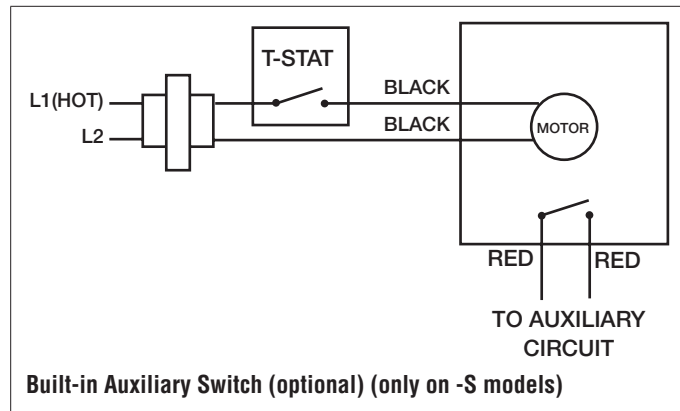 T-STAT
L1(HOT)
BLACK
L2
BLACK
MOTOR
RED
RED
TO AUXILIARY
CIRCUIT
Built-in Auxiliary Switch (optional) (only on -S models)